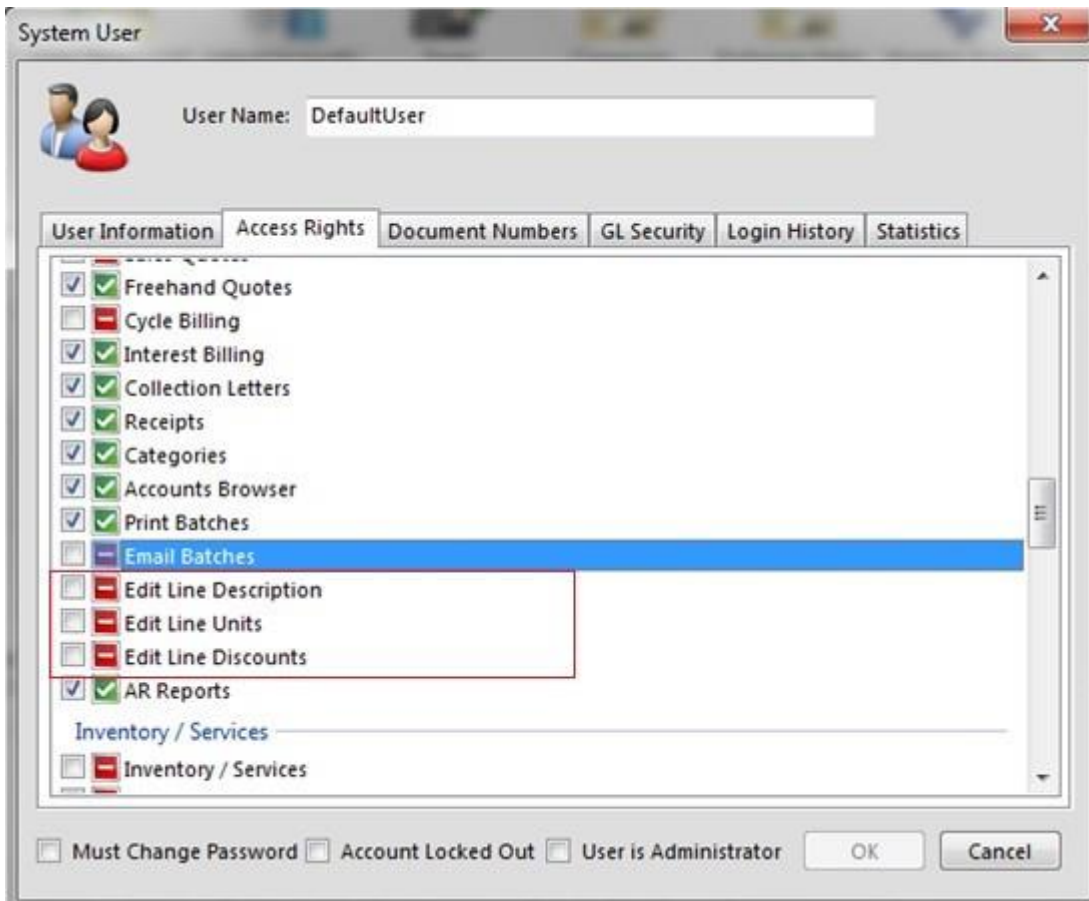 System User
User Name: DefaultUser
User Information Access Rights Document Numbers GL Security Login History Statistics
Freehand Quotes
Cycle Billing
Interest Billing
Collection Letters
Receipts
Categories
Accounts Browser
Print Batches
Email Batches
Edit Line Description
Edit Line Units
Edit Line Discounts
AR Reports
Inventory / Services
Inventory / Services
Must Change Password Account Locked Out User is Administrator OK Cancel